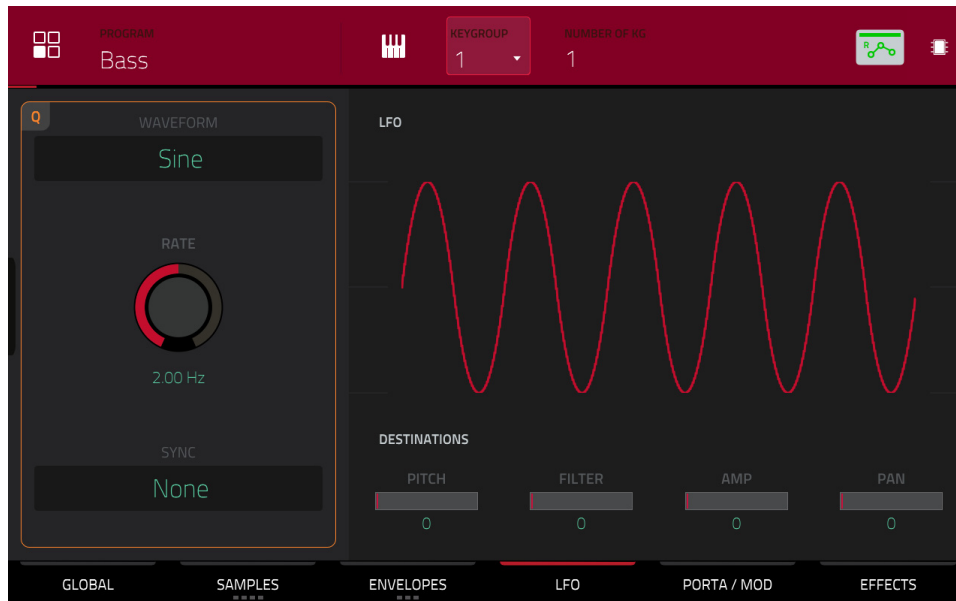 PROGRAM
Bass
KEYGROUP
1
NUMBER OF KG
1
R
Q
WAVEFORM
Sine
RATE
2.00 Hz
SYNC
None
LFO
DESTINATIONS
PITCH FILTER AMP PAN
0 0 0 0
GLOBAL SAMPLES ENVELOPES LFO PORTA / MOD EFFECTS